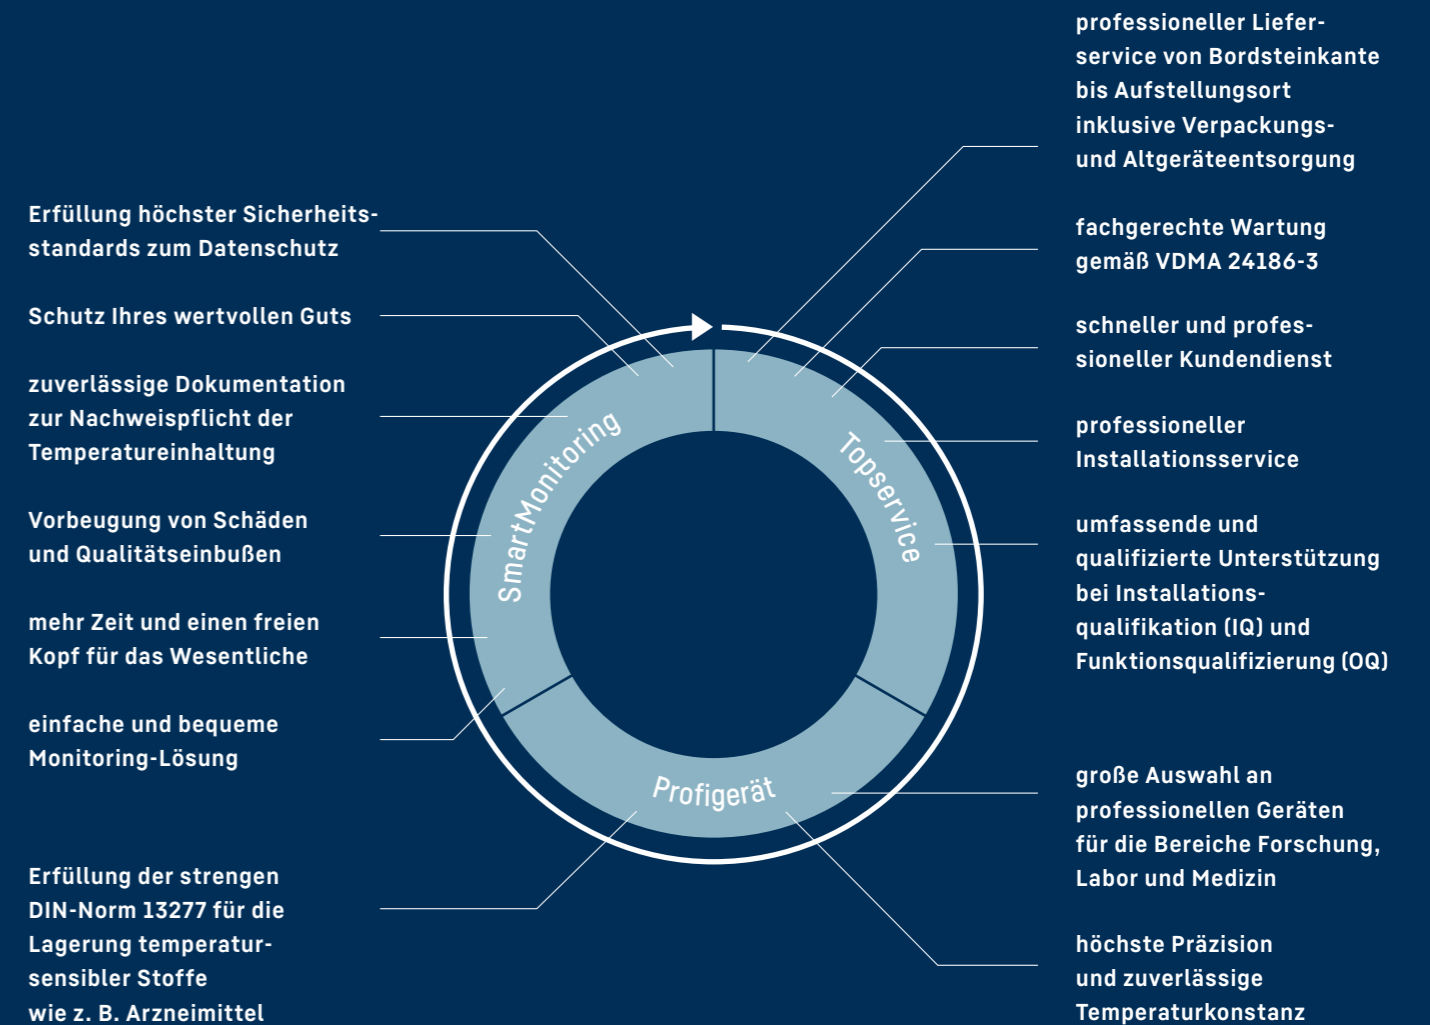 professioneller Liefer-
service von Bordsteinkante
bis Aufstellungsort
inklusive Verpackungs-
und Altgeräteentsorgung
fachgerechte Wartung
gemäß VDMA 24186-3
schneller und profes-
sioneller Kundendienst
professioneller
Installationsservice
umfassende und
qualifizierte Unterstützung
bei Installations-
qualifikation (IQ) und
Funktionsqualifizierung (OQ)
große Auswahl an
professionellen Geräten
für die Bereiche Forschung,
Labor und Medizin
höchste Präzision
und zuverlässige
Temperaturkonstanz
Erfüllung höchster Sicherheits-
standards zum Datenschutz
Schutz Ihres wertvollen Guts
zuverlässige Dokumentation
zur Nachweispflicht der
Temperatureinhaltung
Vorbeugung von Schäden
und Qualitätseinbußen
mehr Zeit und einen freien
Kopf für das Wesentliche
einfache und bequeme
Monitoring-Lösung
Erfüllung der strengen
DIN-Norm 13277 für die
Lagerung temperatur-
sensibler Stoffe
wie z. B. Arzneimittel
SmartMonitoring
Topservice
Profigerät